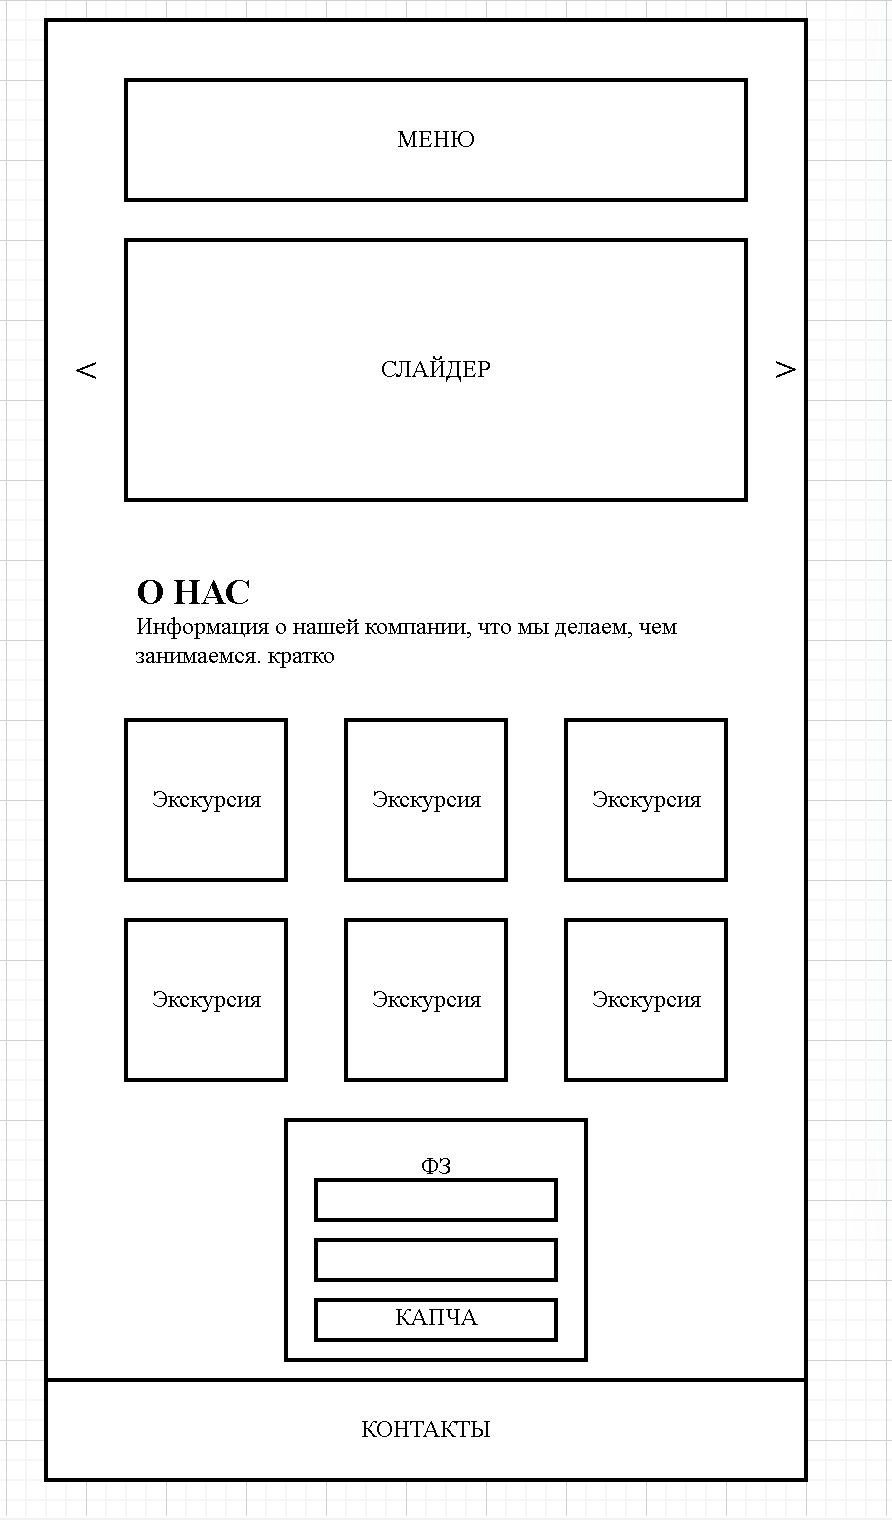 МЕНЮ
<
СЛАЙДЕР
>
О НАС
Информация о нашей компании, что мы делаем, чем
занимаемся. кратко
Экскурсия
Экскурсия
Экскурсия
Экскурсия
Экскурсия
Экскурсия
ФЗ
КАПЧА
КОНТАКТЫ